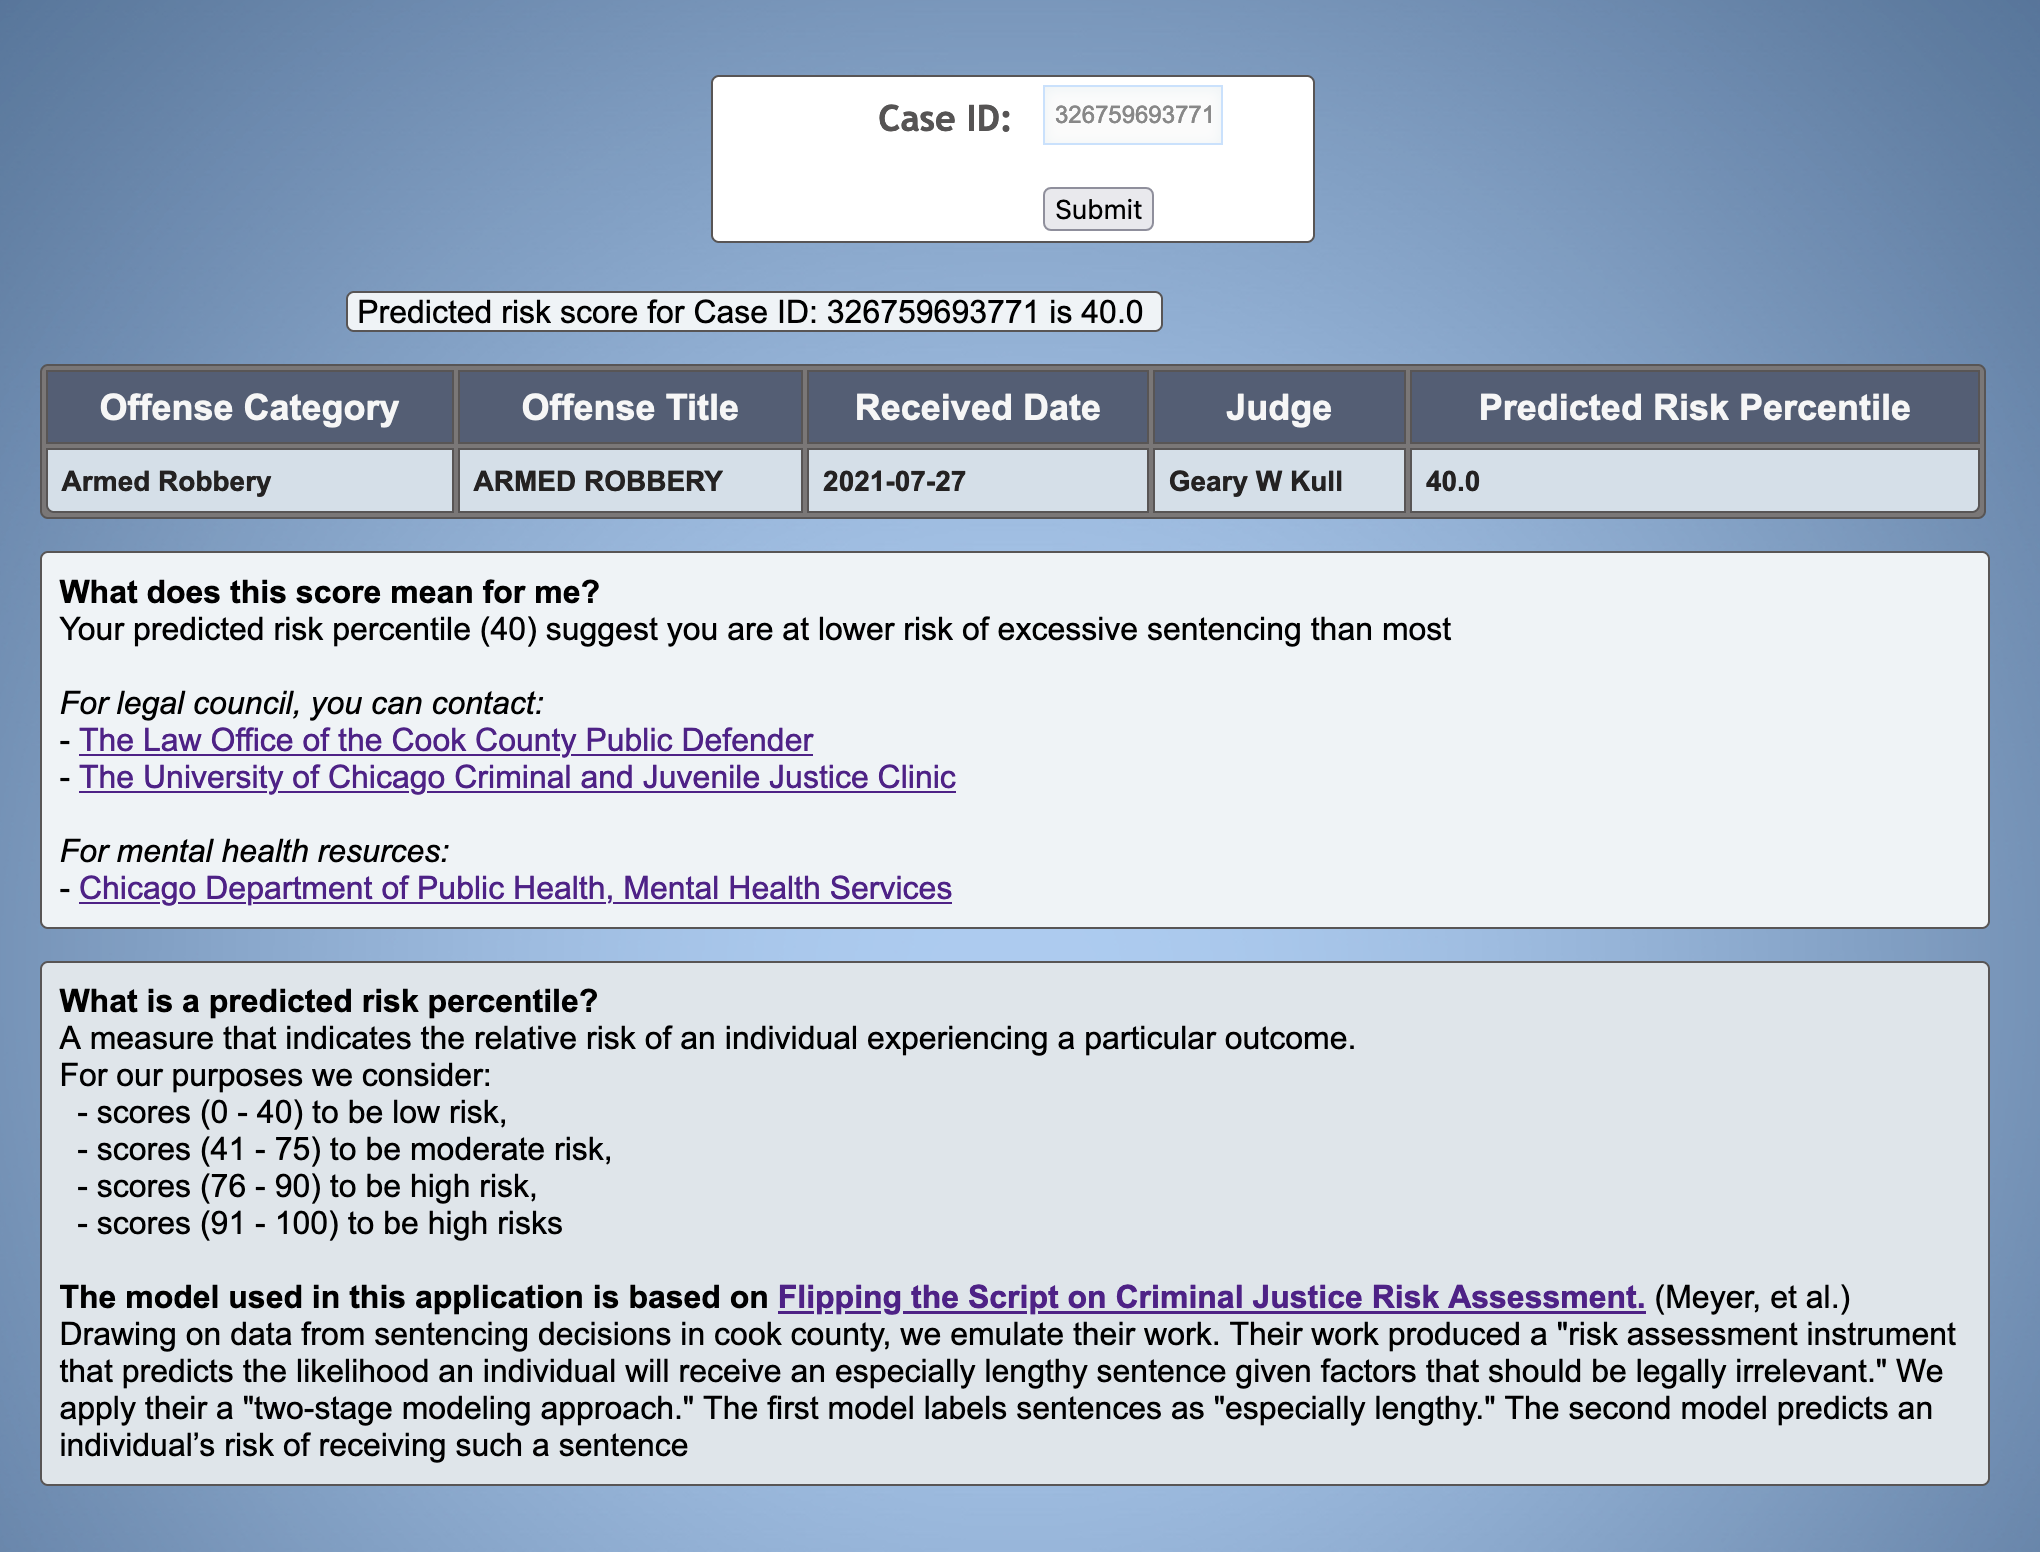 Case ID: 326759693771
Submit
Predicted risk score for Case ID: 326759693771 is 40.0
Offense Category Offense Title Received Date Judge Predicted Risk Percentile
Armed Robbery ARMED ROBBERY 2021-07-27 Geary W Kull 40.0
What does this score mean for me?
Your predicted risk percentile (40) suggest you are at lower risk of excessive sentencing than most
For legal council, you can contact:
- The Law Office of the Cook County Public Defender
- The University of Chicago Criminal and Juvenile Justice Clinic
For mental health resurces:
- Chicago Department of Public Health, Mental Health Services
What is a predicted risk percentile?
A measure that indicates the relative risk of an individual experiencing a particular outcome.
For our purposes we consider:
- scores (0 - 40) to be low risk,
- scores (41 - 75) to be moderate risk,
- scores (76 - 90) to be high risk,
- scores (91 - 100) to be high risks
The model used in this application is based on Flipping the Script on Criminal Justice Risk Assessment. (Meyer, et al.)
Drawing on data from sentencing decisions in cook county, we emulate their work. Their work produced a "risk assessment instrument
that predicts the likelihood an individual will receive an especially lengthy sentence given factors that should be legally irrelevant." We
apply their a "two-stage modeling approach." The first model labels sentences as "especially lengthy." The second model predicts an
individual’s risk of receiving such a sentence